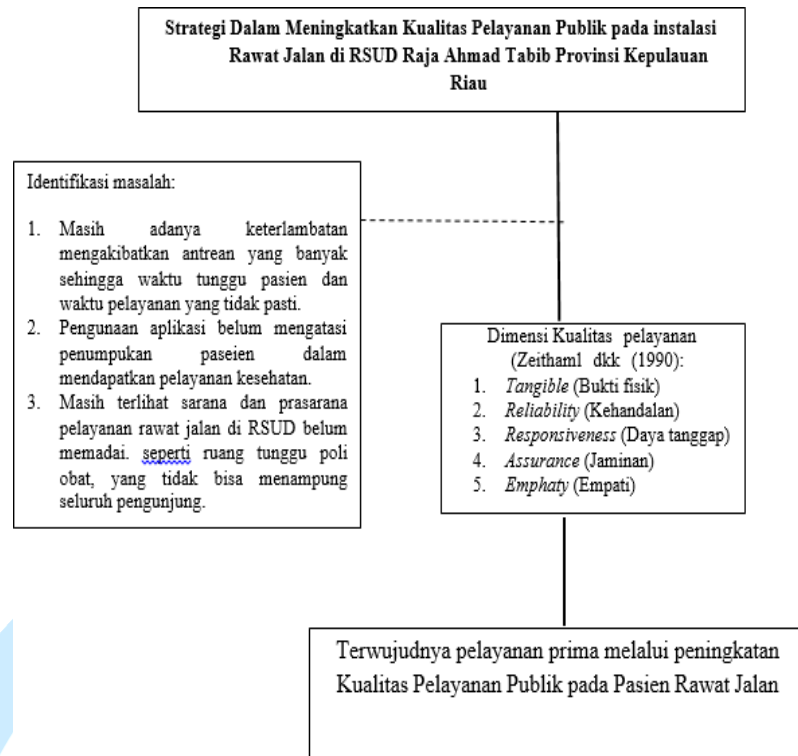 Strategi Dalam Meningkatkan Kualitas Pelayanan Publik pada instalasi
Rawat Jalan di RSUD Raja Ahmad Tabib Provinsi Kepulauan
Riau
Identifikasi masalah:
1. Masih adanya keterlambatan
mengakibatkan antrean yang banyak
sehingga waktu tunggu pasien dan
waktu pelayanan yang tidak pasti.
2. Pengunaan aplikasi belum mengatasi
penumpukan paseien dalam
mendapatkan pelayanan kesehatan.
3. Masih terlihat sarana dan prasarana
pelayanan rawat jalan di RSUD belum
memadai. seperti ruang tunggu poli
obat, yang tidak bisa menampung
seluruh pengunjung.
Dimensi Kualitas pelayanan
(Zeithaml dkk (1990):
1. Tangible (Bukti fisik)
2. Reliability (Kehandalan)
3. Responsiveness (Daya tanggap)
4. Assurance (Jaminan)
5. Emphaty (Empati)
Terwujudnya pelayanan prima melalui peningkatan
Kualitas Pelayanan Publik pada Pasien Rawat Jalan